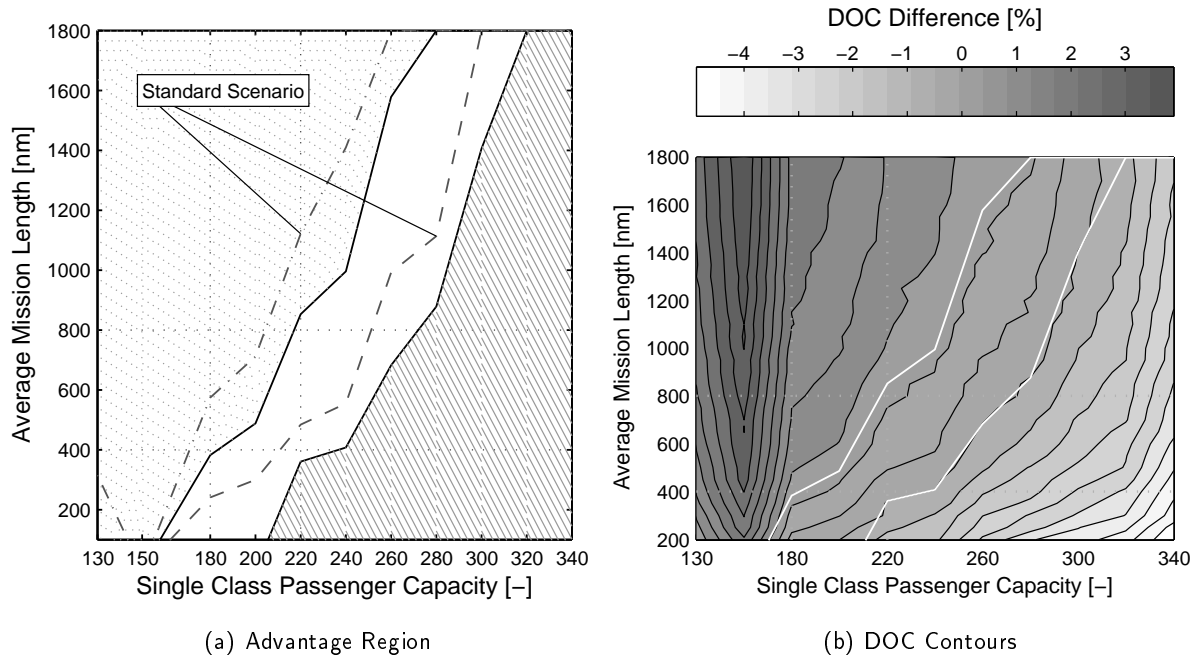 DOC Difference [%]
−4 −3 −2 −1 0 1 2 3
Standard Scenario
Average Mission Length [nm]
1800
1600
1400
1200
1000
800
600
400
200
130 150 180 200 220 240 260 280 300 320 340
Single Class Passenger Capacity [−]
(a) Advantage Region
Average Mission Length [nm]
1800
1600
1400
1200
1000
800
600
400
200
130 180 220 260 300 340
Single Class Passenger Capacity [−]
(b) DOC Contours